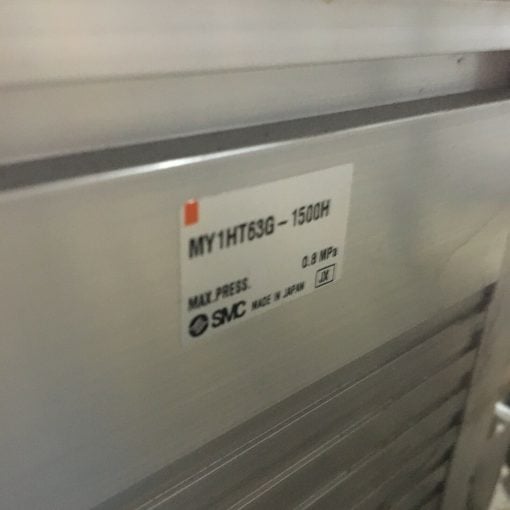 MY1HT63G-1500H
MAX.PRESS. 0.8 MPa
SMC MADE IN JAPAN JX